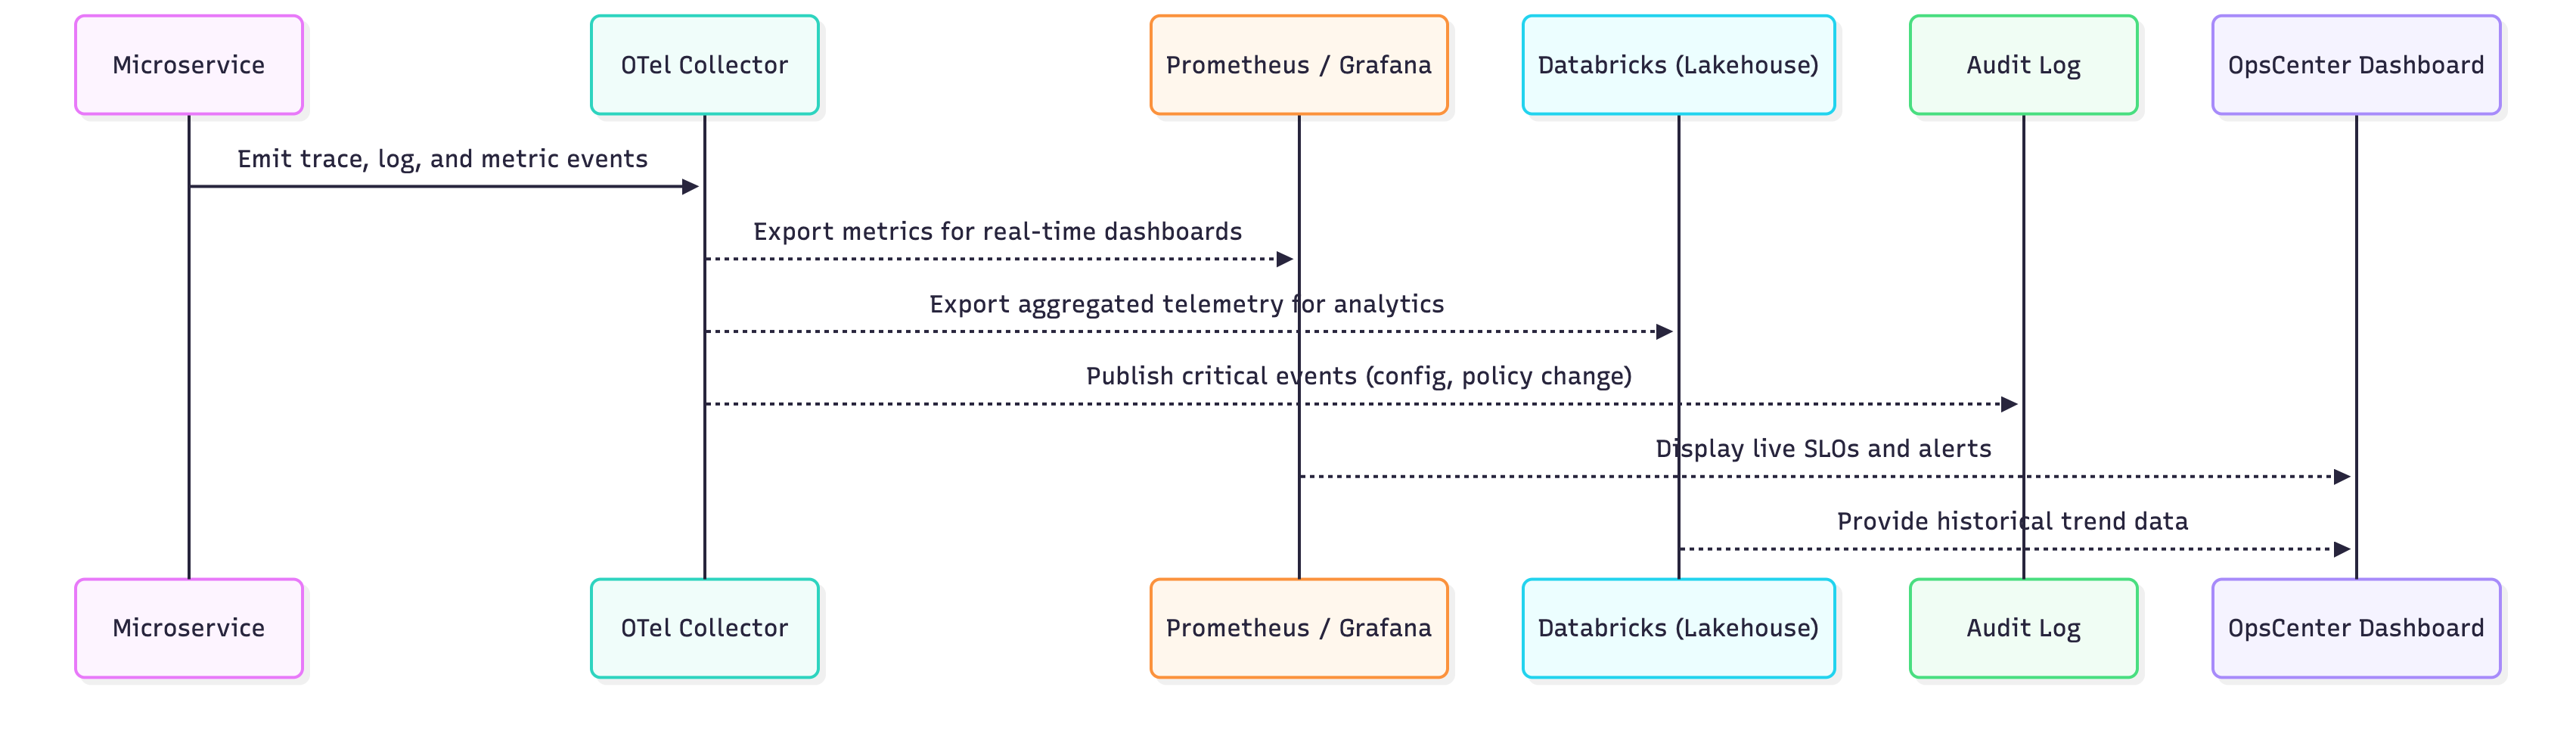 Microservice
OTel Collector
Prometheus / Grafana
Databricks (Lakehouse)
Audit Log
OpsCenter Dashboard
Emit trace, log, and metric events
Export metrics for real-time dashboards
Export aggregated telemetry for analytics
Publish critical events (config, policy change)
Display live SLOs and alerts
Provide historical trend data
Microservice
OTel Collector
Prometheus / Grafana
Databricks (Lakehouse)
Audit Log
OpsCenter Dashboard